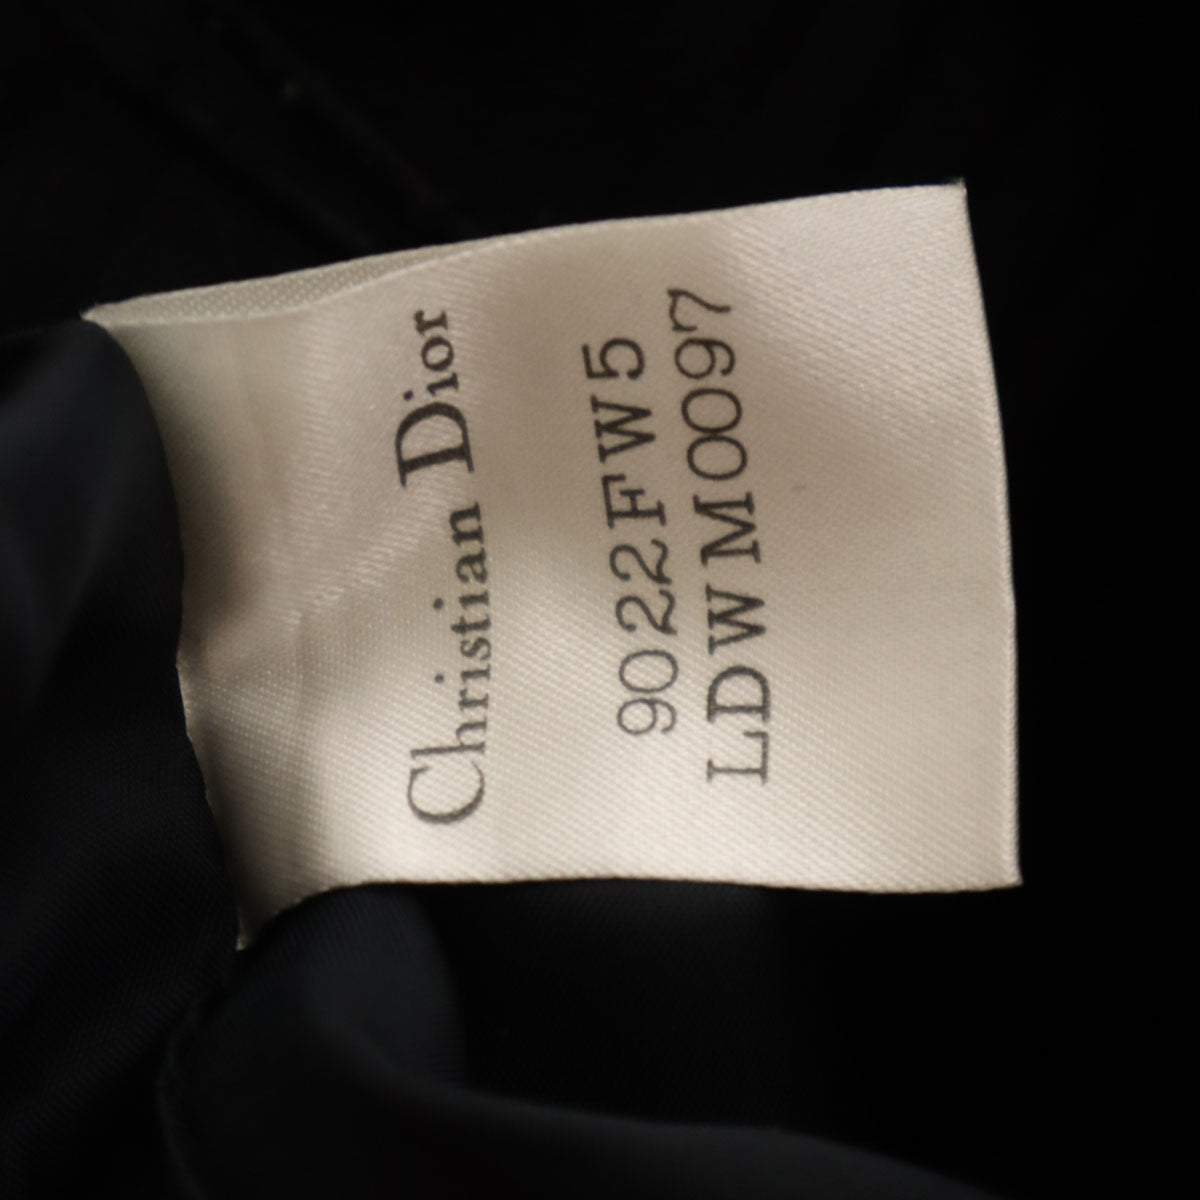 Christian Dior
9022FW5
LDWM0097